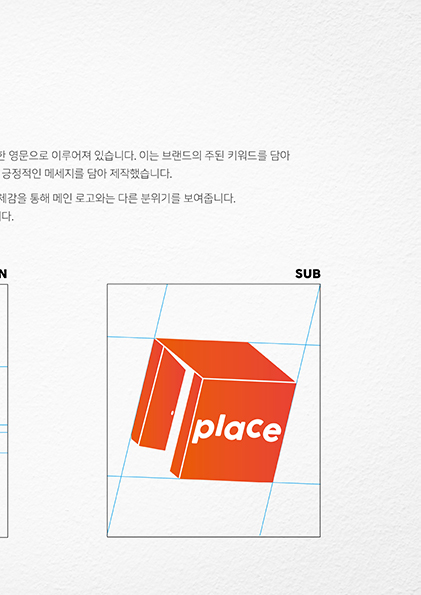 한 영문으로 이루어져 있습니다. 이는 브랜드의 주된 키워드를 담아
긍정적인 메세지를 담아 제작했습니다.
체감을 통해 메인 로고와는 다른 분위기를 보여줍니다.
다.
N
SUB
place